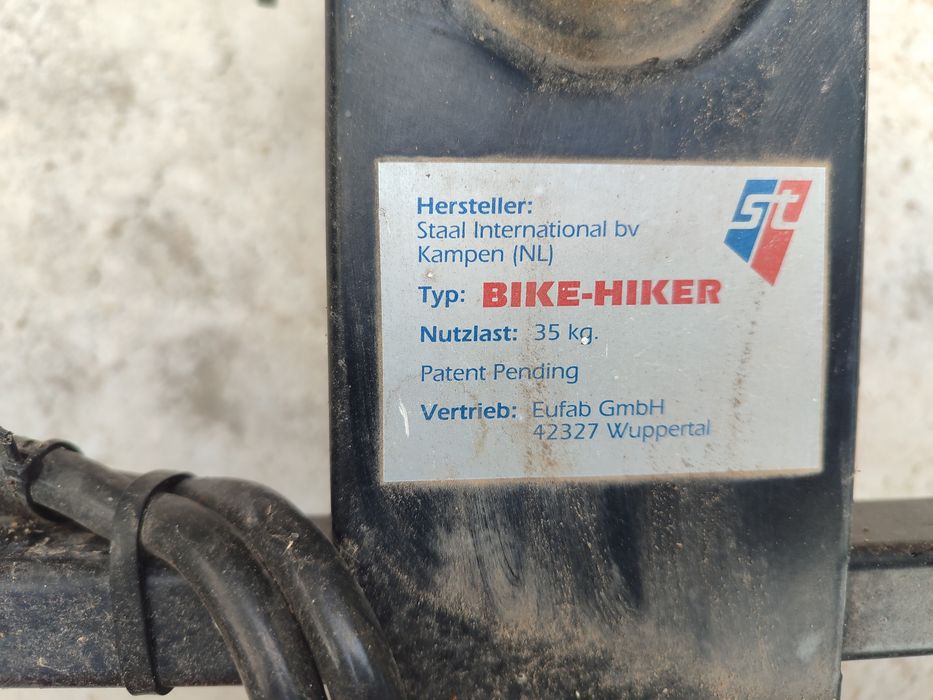 Hersteller:
Staal International bv
Kampen (NL)
st
Typ: BIKE-HIKER
Nutzlast: 35 kg.
Patent Pending
Vertrieb: Eufab GmbH
42327 Wuppertal